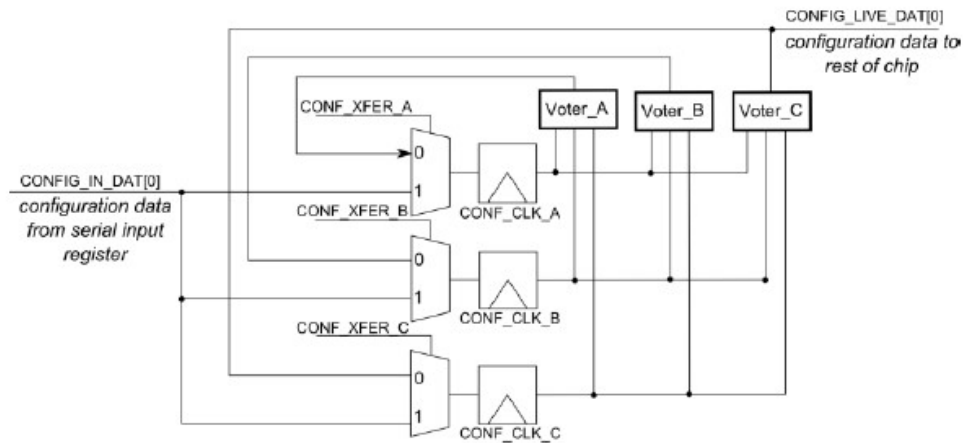 CONFIG_LIVE_DAT[0]
configuration data to
rest of chip
Voter_A
Voter_B
Voter_C
CONF_XFER_A
0
1
CONF_CLK_A
CONFIG_IN_DAT[0]
configuration data
from serial input
register
CONF_XFER_B
0
1
CONF_CLK_B
CONF_XFER_C
0
1
CONF_CLK_C